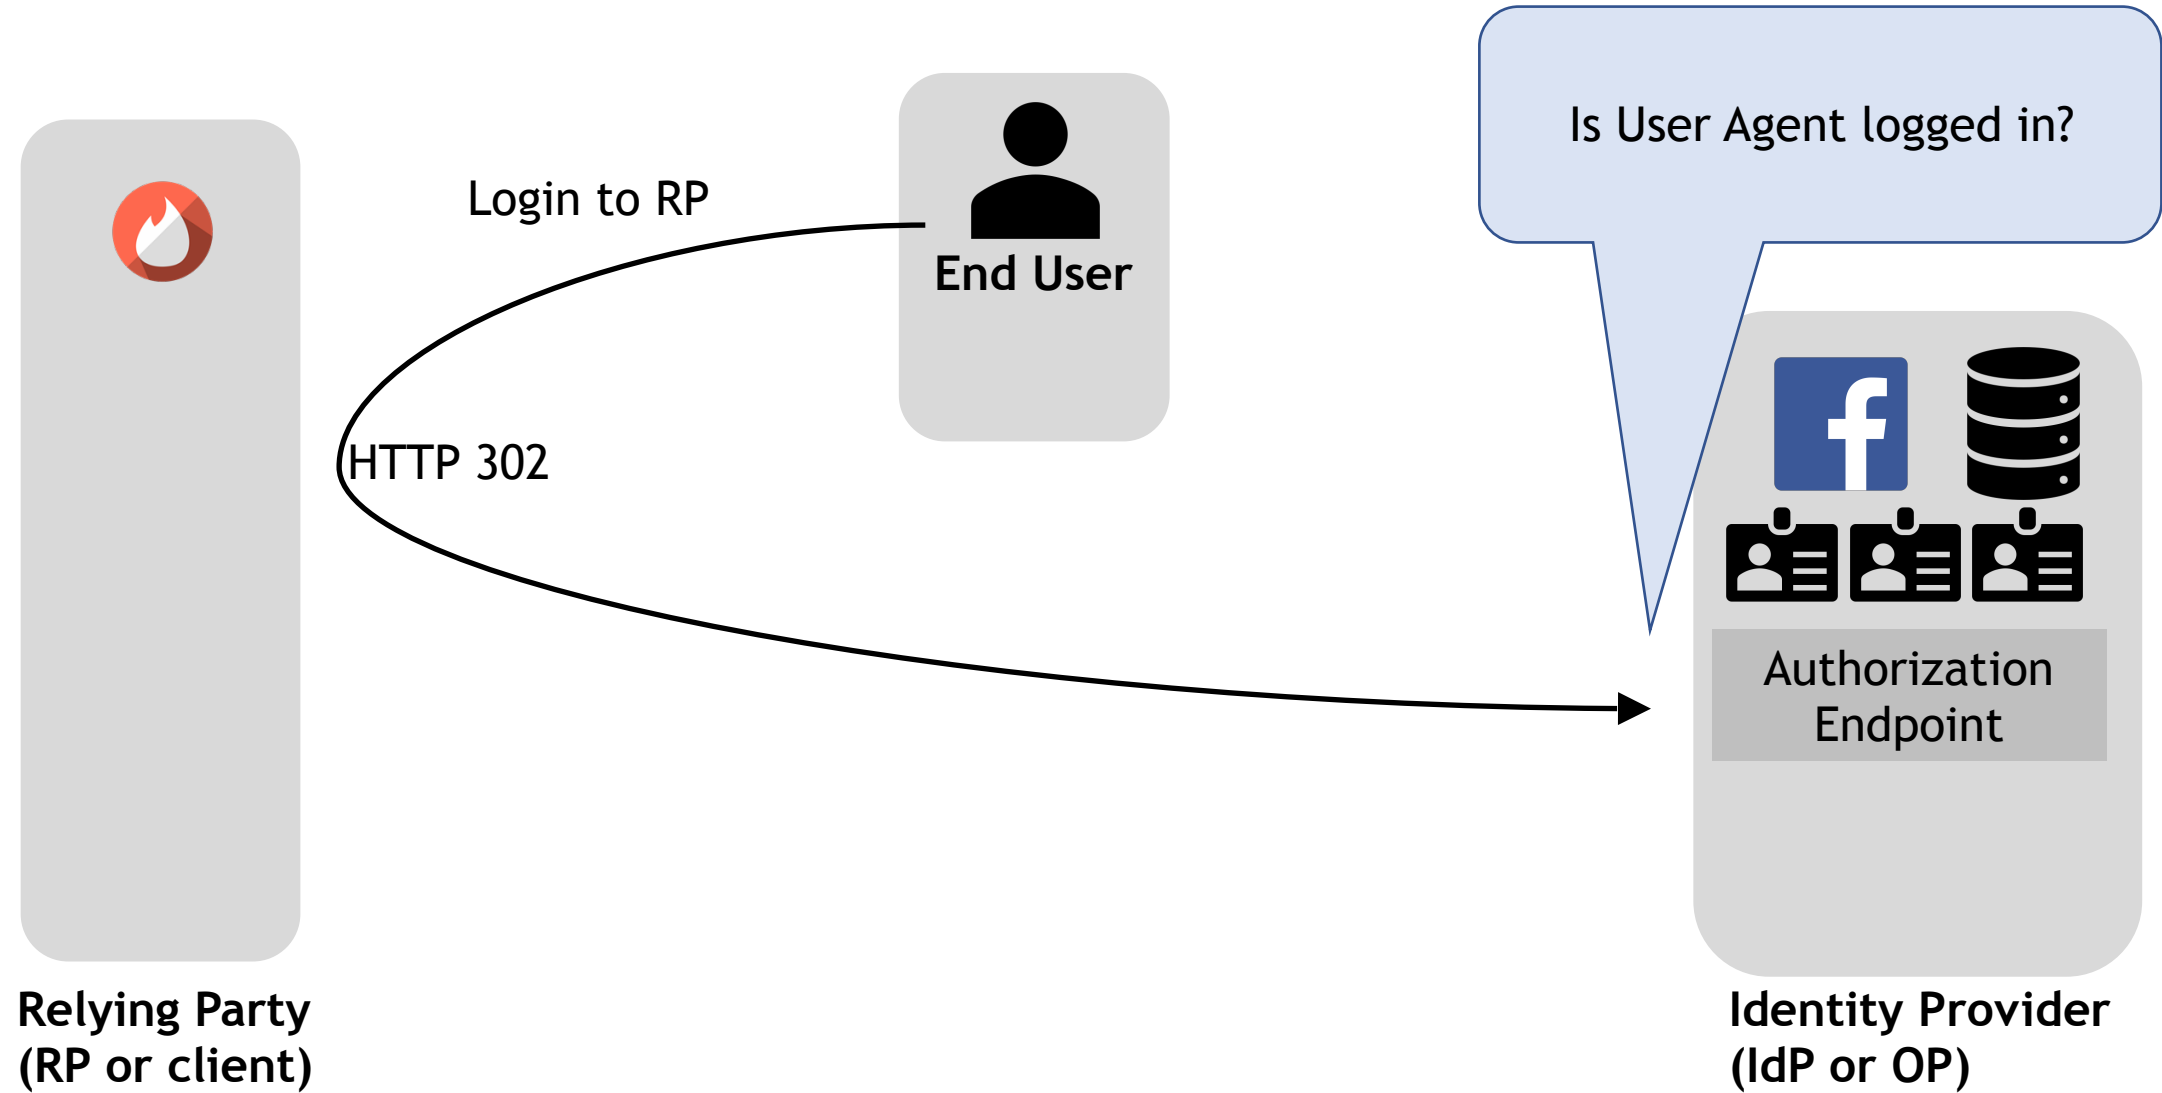 Is User Agent logged in?
Login to RP
End User
HTTP 302
Authorization
Endpoint
Relying Party
(RP or client)
Identity Provider
(IdP or OP)